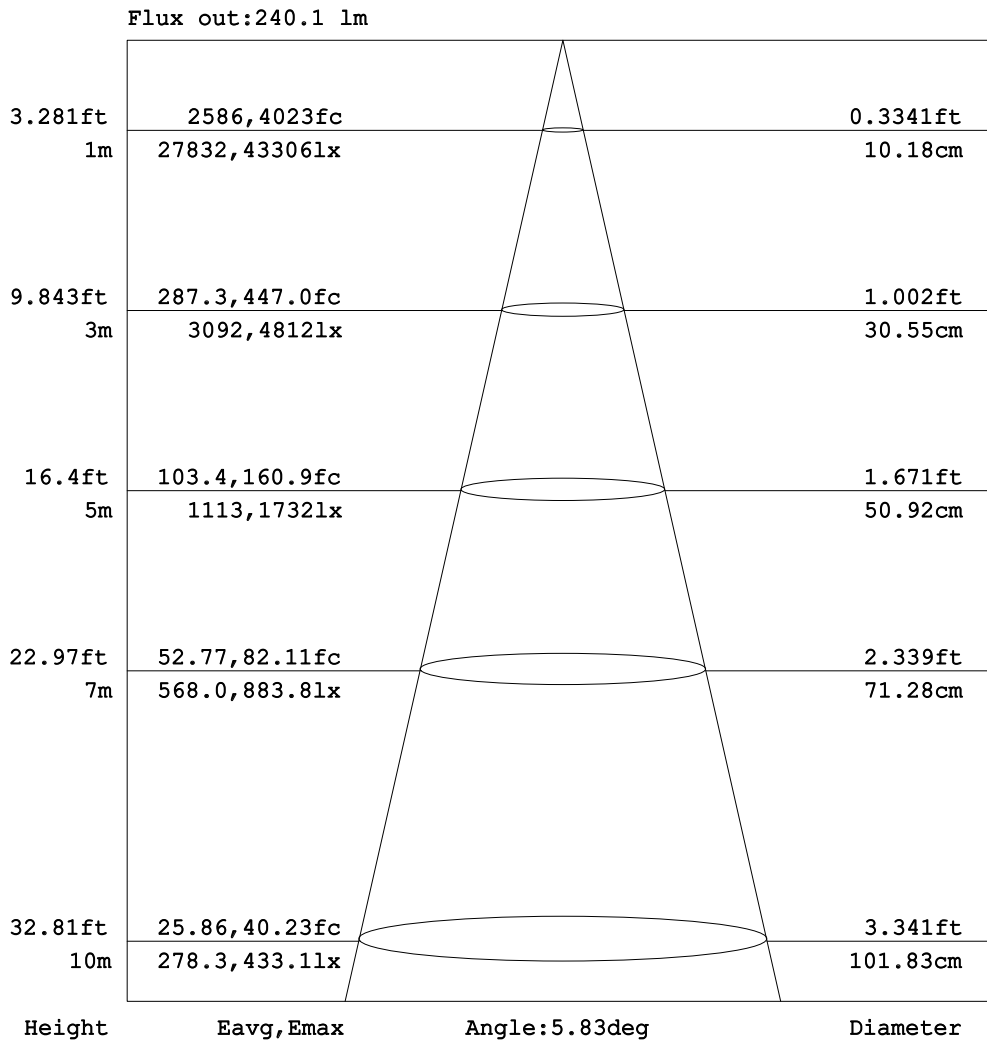 Flux out:240.1 lm
3.281ft 2586,4023fc 0.3341ft
1m 27832,43306lx 10.18cm
9.843ft 287.3,447.0fc 1.002ft
3m 3092,4812lx 30.55cm
16.4ft 103.4,160.9fc 1.671ft
5m 1113,1732lx 50.92cm
22.97ft 52.77,82.11fc 2.339ft
7m 568.0,883.8lx 71.28cm
32.81ft 25.86,40.23fc 3.341ft
10m 278.3,433.1lx 101.83cm
Height Eavg,Emax Angle:5.83deg Diameter